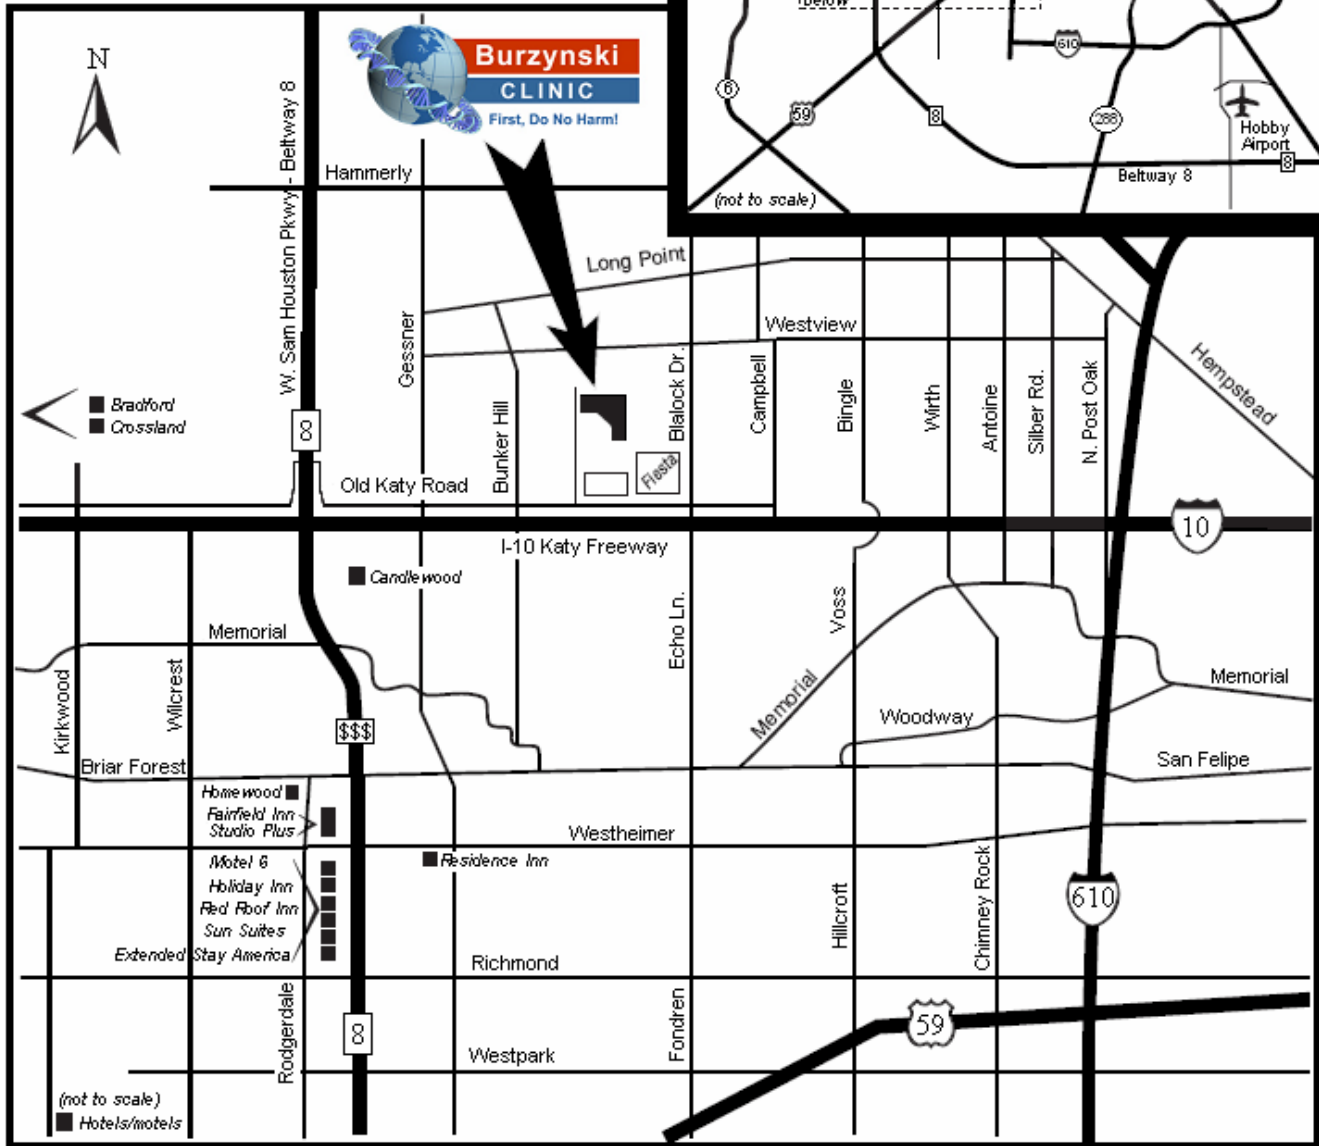 below
610
6
59
8
288
Hobby
Airport
8
Beltway 8
(not to scale)
N
Burzynski
CLINIC
First, Do No Harm!
W. Sam Houston Pkwy - Beltway 8
Hammerly
Long Point
Westview
Gessner
Bunker Hill
Blalock Dr.
Campbell
Bingle
Wirth
Antoine
Silber Rd.
N. Post Oak
Hempstead
Bradford
Crossland
8
Fiesta
Old Katy Road
10
I-10 Katy Freeway
Candlewood
Memorial
Kirkwood
Wilcrest
Echo Ln.
Voss
Memorial
Memorial
Woodway
$$$
Briar Forest
San Felipe
Homewood
Fairfield Inn
Studio Plus
Westheimer
Motel 6
Holiday Inn
Red Roof Inn
Sun Suites
Extended Stay America
Residence Inn
Hillcroft
Chimney Rock
610
Richmond
Rodgerdale
8
Fondren
59
Westpark
(not to scale)
Hotels/motels